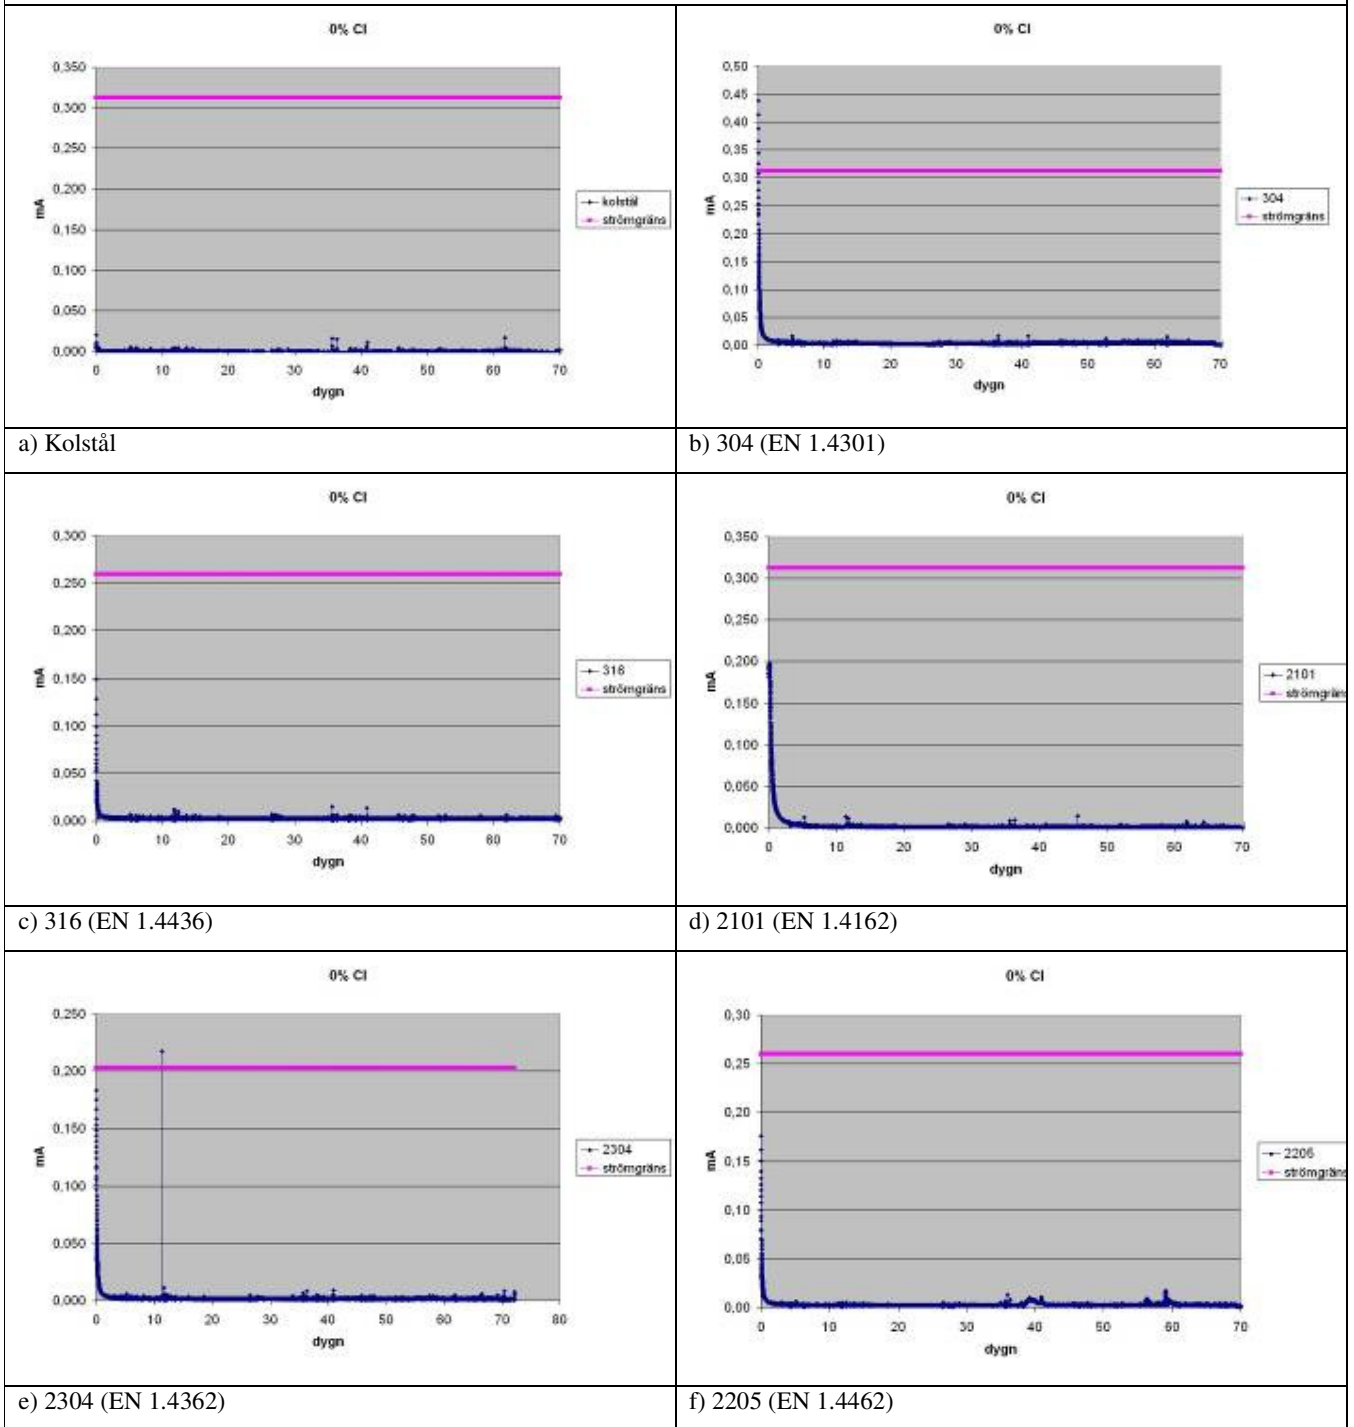 0% Cl
0,350
0,300
0,250
0,200
0,150
0,100
0,050
0,000
mA
0 10 20 30 40 50 60 70
dygn
kolstål
strömgräns
a) Kolstål
0% Cl
0,50
0,45
0,40
0,35
0,30
0,25
0,20
0,15
0,10
0,05
0,00
mA
0 10 20 30 40 50 60 70
dygn
304
strömgräns
b) 304 (EN 1.4301)
0% Cl
0,300
0,250
0,200
0,150
0,100
0,050
0,000
mA
0 10 20 30 40 50 60 70
dygn
316
strömgräns
c) 316 (EN 1.4436)
0% Cl
0,350
0,300
0,250
0,200
0,150
0,100
0,050
0,000
mA
0 10 20 30 40 50 60 70
dygn
2101
strömgräns
d) 2101 (EN 1.4162)
0% Cl
0,250
0,200
0,150
0,100
0,050
0,000
mA
0 10 20 30 40 50 60 70 80
dygn
2304
strömgräns
e) 2304 (EN 1.4362)
0% Cl
0,30
0,25
0,20
0,15
0,10
0,05
0,00
mA
0 10 20 30 40 50 60 70
dygn
2205
strömgräns
f) 2205 (EN 1.4462)